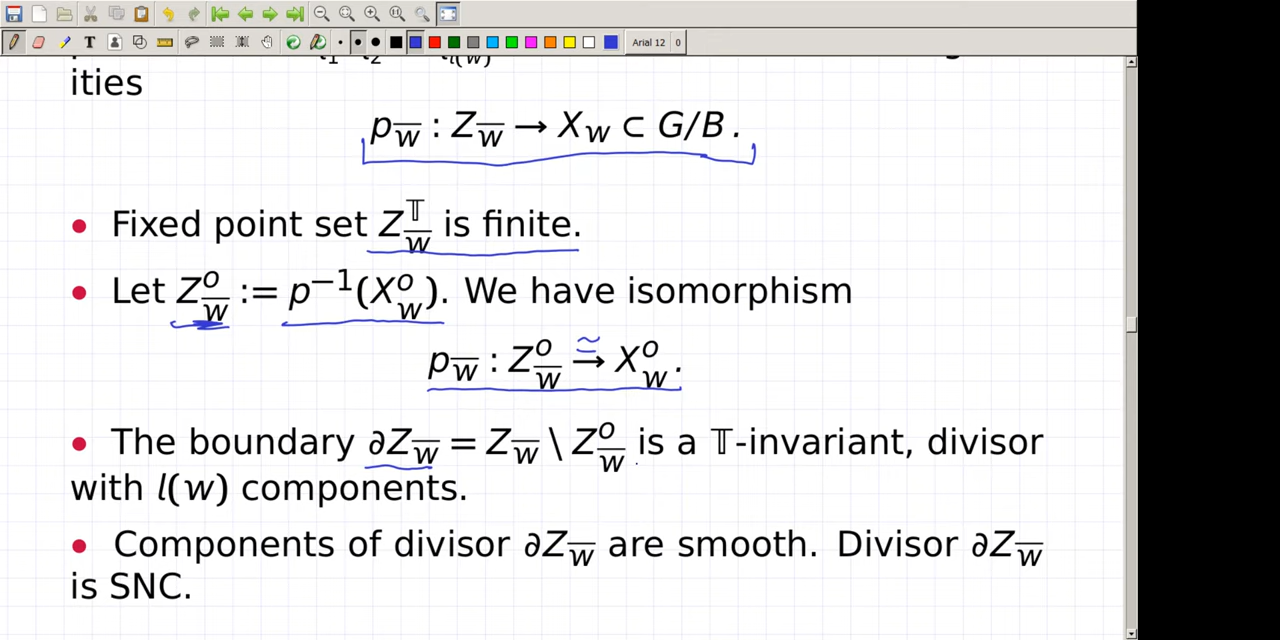 Arial 12 0
ities
p_w̅ : Z_w̅ → X_w ⊂ G/B .
• Fixed point set Z_w̅^𝕋 is finite.
• Let Z_w̅^o := p^{−1}(X_w^o). We have isomorphism
p_w̅ : Z_w̅^o ≃→ X_w^o.
• The boundary ∂Z_w̅ = Z_w̅ \ Z_w̅^o is a 𝕋-invariant, divisor
with l(w) components.
• Components of divisor ∂Z_w̅ are smooth. Divisor ∂Z_w̅
is SNC.